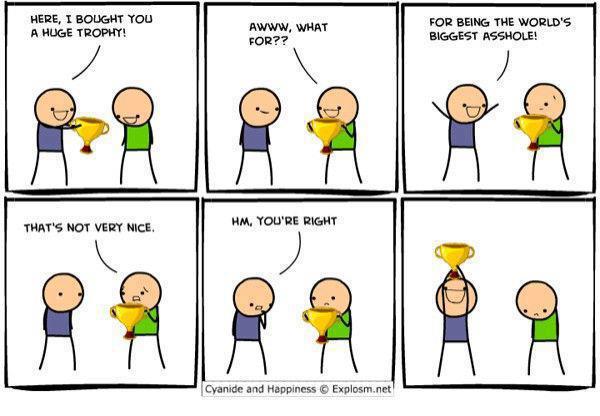 HERE, I BOUGHT YOU
A HUGE TROPHY!
AWWW, WHAT
FOR??
FOR BEING THE WORLD'S
BIGGEST ASSHOLE!
THAT'S NOT VERY NICE.
HM, YOU'RE RIGHT
Cyanide and Happiness © Explosm.net